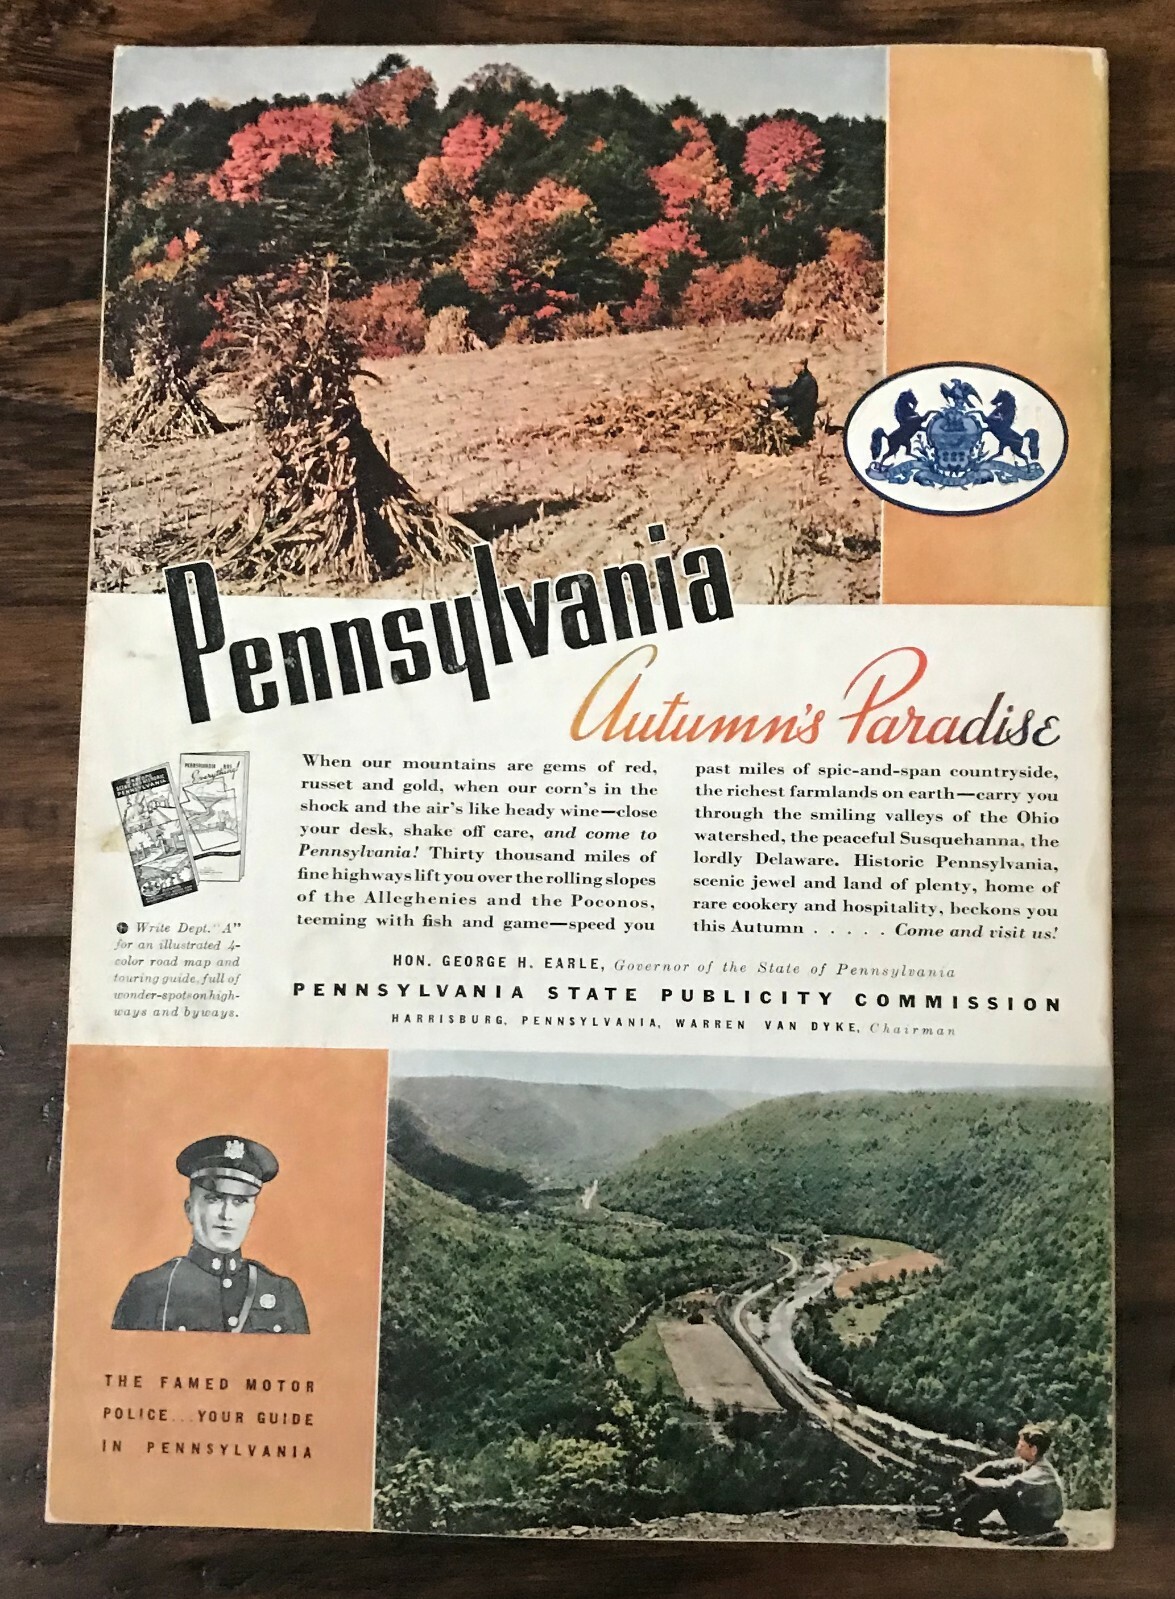 Pennsylvania
Autumn's Paradise
When our mountains are gems of red,
russet and gold, when our corn's in the
shock and the air's like heady wine—close
your desk, shake off care, and come to
Pennsylvania! Thirty thousand miles of
fine highways lift you over the rolling slopes
of the Alleghenies and the Poconos,
teeming with fish and game—speed you
past miles of spic-and-span countryside,
the richest farmlands on earth—carry you
through the smiling valleys of the Ohio
watershed, the peaceful Susquehanna, the
lordly Delaware. Historic Pennsylvania,
scenic jewel and land of plenty, home of
rare cookery and hospitality, beckons you
this Autumn . . . . . Come and visit us!
PENNSYLVANIA
Everything!
Write Dept. "A"
for an illustrated 4-
color road map and
touring guide, full of
wonder-spots on high-
ways and byways.
HON. GEORGE H. EARLE, Governor of the State of Pennsylvania
PENNSYLVANIA STATE PUBLICITY COMMISSION
HARRISBURG, PENNSYLVANIA, WARREN VAN DYKE, Chairman
THE FAMED MOTOR
POLICE...YOUR GUIDE
IN PENNSYLVANIA